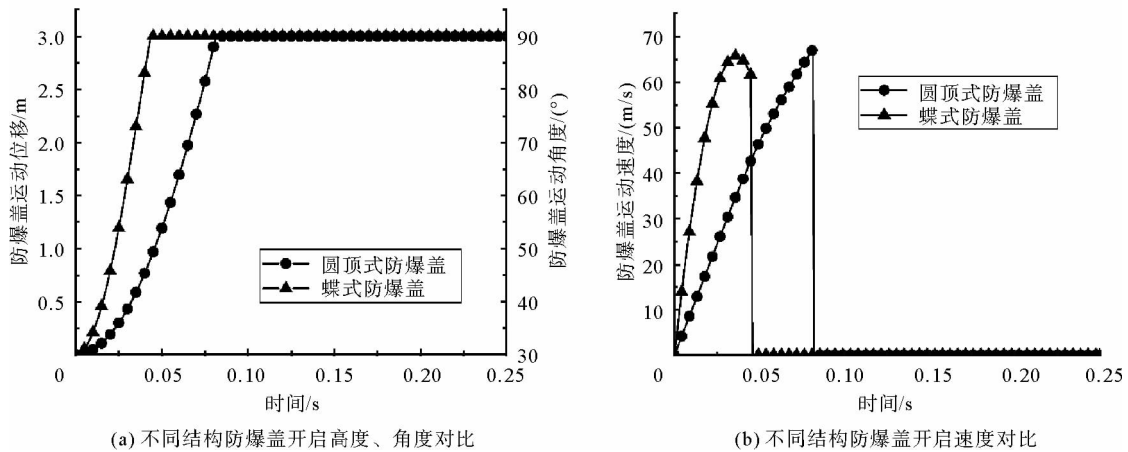 3.0
2.5
2.0
1.5
1.0
0.5
0
0.05
0.10
0.15
0.20
0.25
90
80
70
60
50
40
30
防爆盖运动位移/m
防爆盖运动角度/(°)
圆顶式防爆盖
蝶式防爆盖
时间/s
(a) 不同结构防爆盖开启高度、角度对比
70
60
50
40
30
20
10
0
0.05
0.10
0.15
0.20
0.25
防爆盖运动速度/(m/s)
圆顶式防爆盖
蝶式防爆盖
时间/s
(b) 不同结构防爆盖开启速度对比